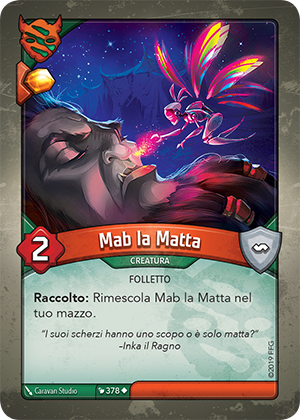 Mab la Matta
2
CREATURA
FOLLETTO
Raccolto: Rimescola Mab la Matta nel
tuo mazzo.
“I suoi scherzi hanno uno scopo o è solo matta?”
–Inka il Ragno
©2019 FFG
Caravan Studio
378